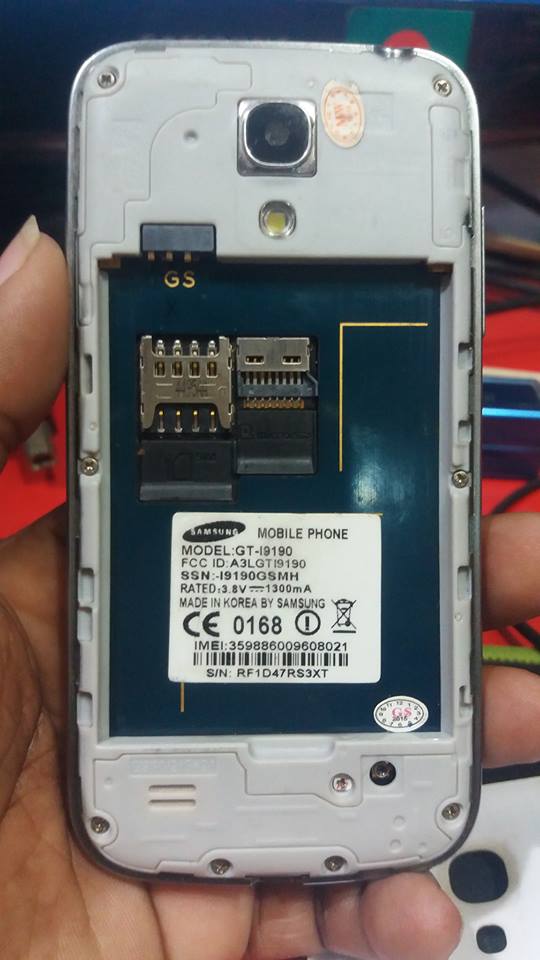 GS
SAMSUNG MOBILE PHONE
MODEL:GT-I9190
FCC ID:A3LGTI9190
SSN:-I9190GSMH
RATED:3.8V⎓1300mA
MADE IN KOREA BY SAMSUNG
CE 0168
IMEI:359886009608021
S/N: RF1D47RS3XT
GS
2015